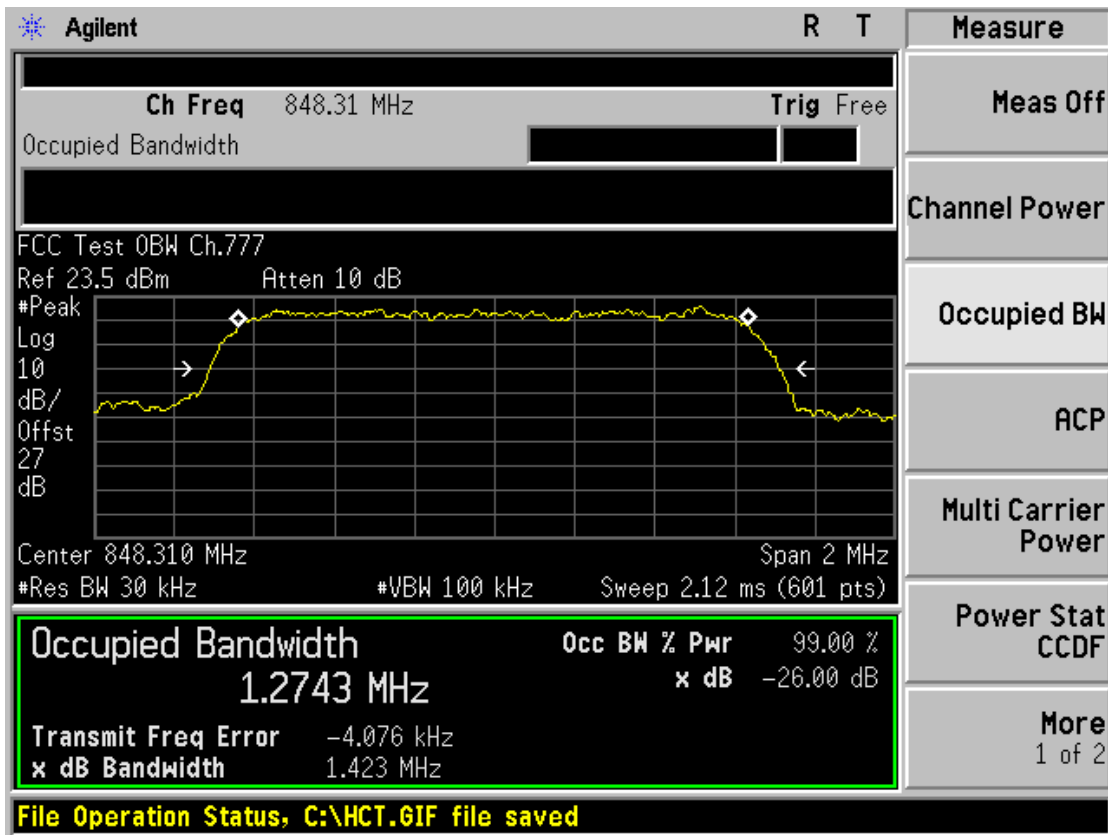 Agilent R T
Measure
Ch Freq 848.31 MHz Trig Free
Occupied Bandwidth
Meas Off
Channel Power
Occupied BW
ACP
Multi Carrier
Power
Power Stat
CCDF
More
1 of 2
FCC Test OBW Ch.777
Ref 23.5 dBm Atten 10 dB
#Peak
Log
10
dB/
Offst
27
dB
Center 848.310 MHz Span 2 MHz
#Res BW 30 kHz #VBW 100 kHz Sweep 2.12 ms (601 pts)
Occupied Bandwidth Occ BW % Pwr 99.00 %
1.2743 MHz x dB -26.00 dB
Transmit Freq Error -4.076 kHz
x dB Bandwidth 1.423 MHz
File Operation Status, C:\HCT.GIF file saved